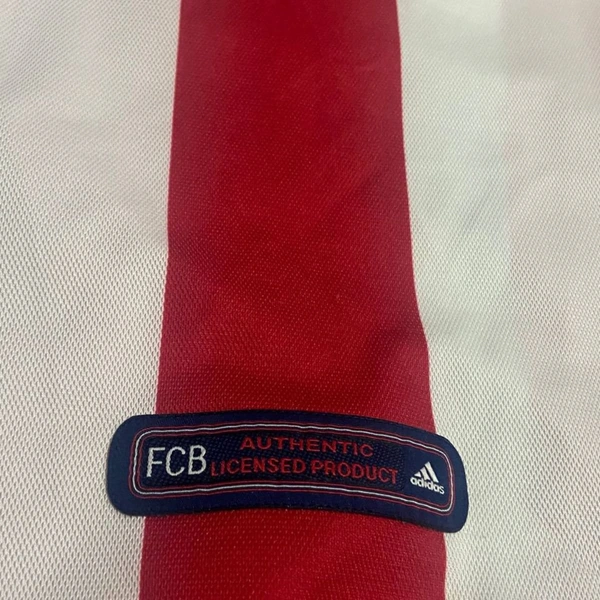 FCB
AUTHENTIC
LICENSED PRODUCT
adidas